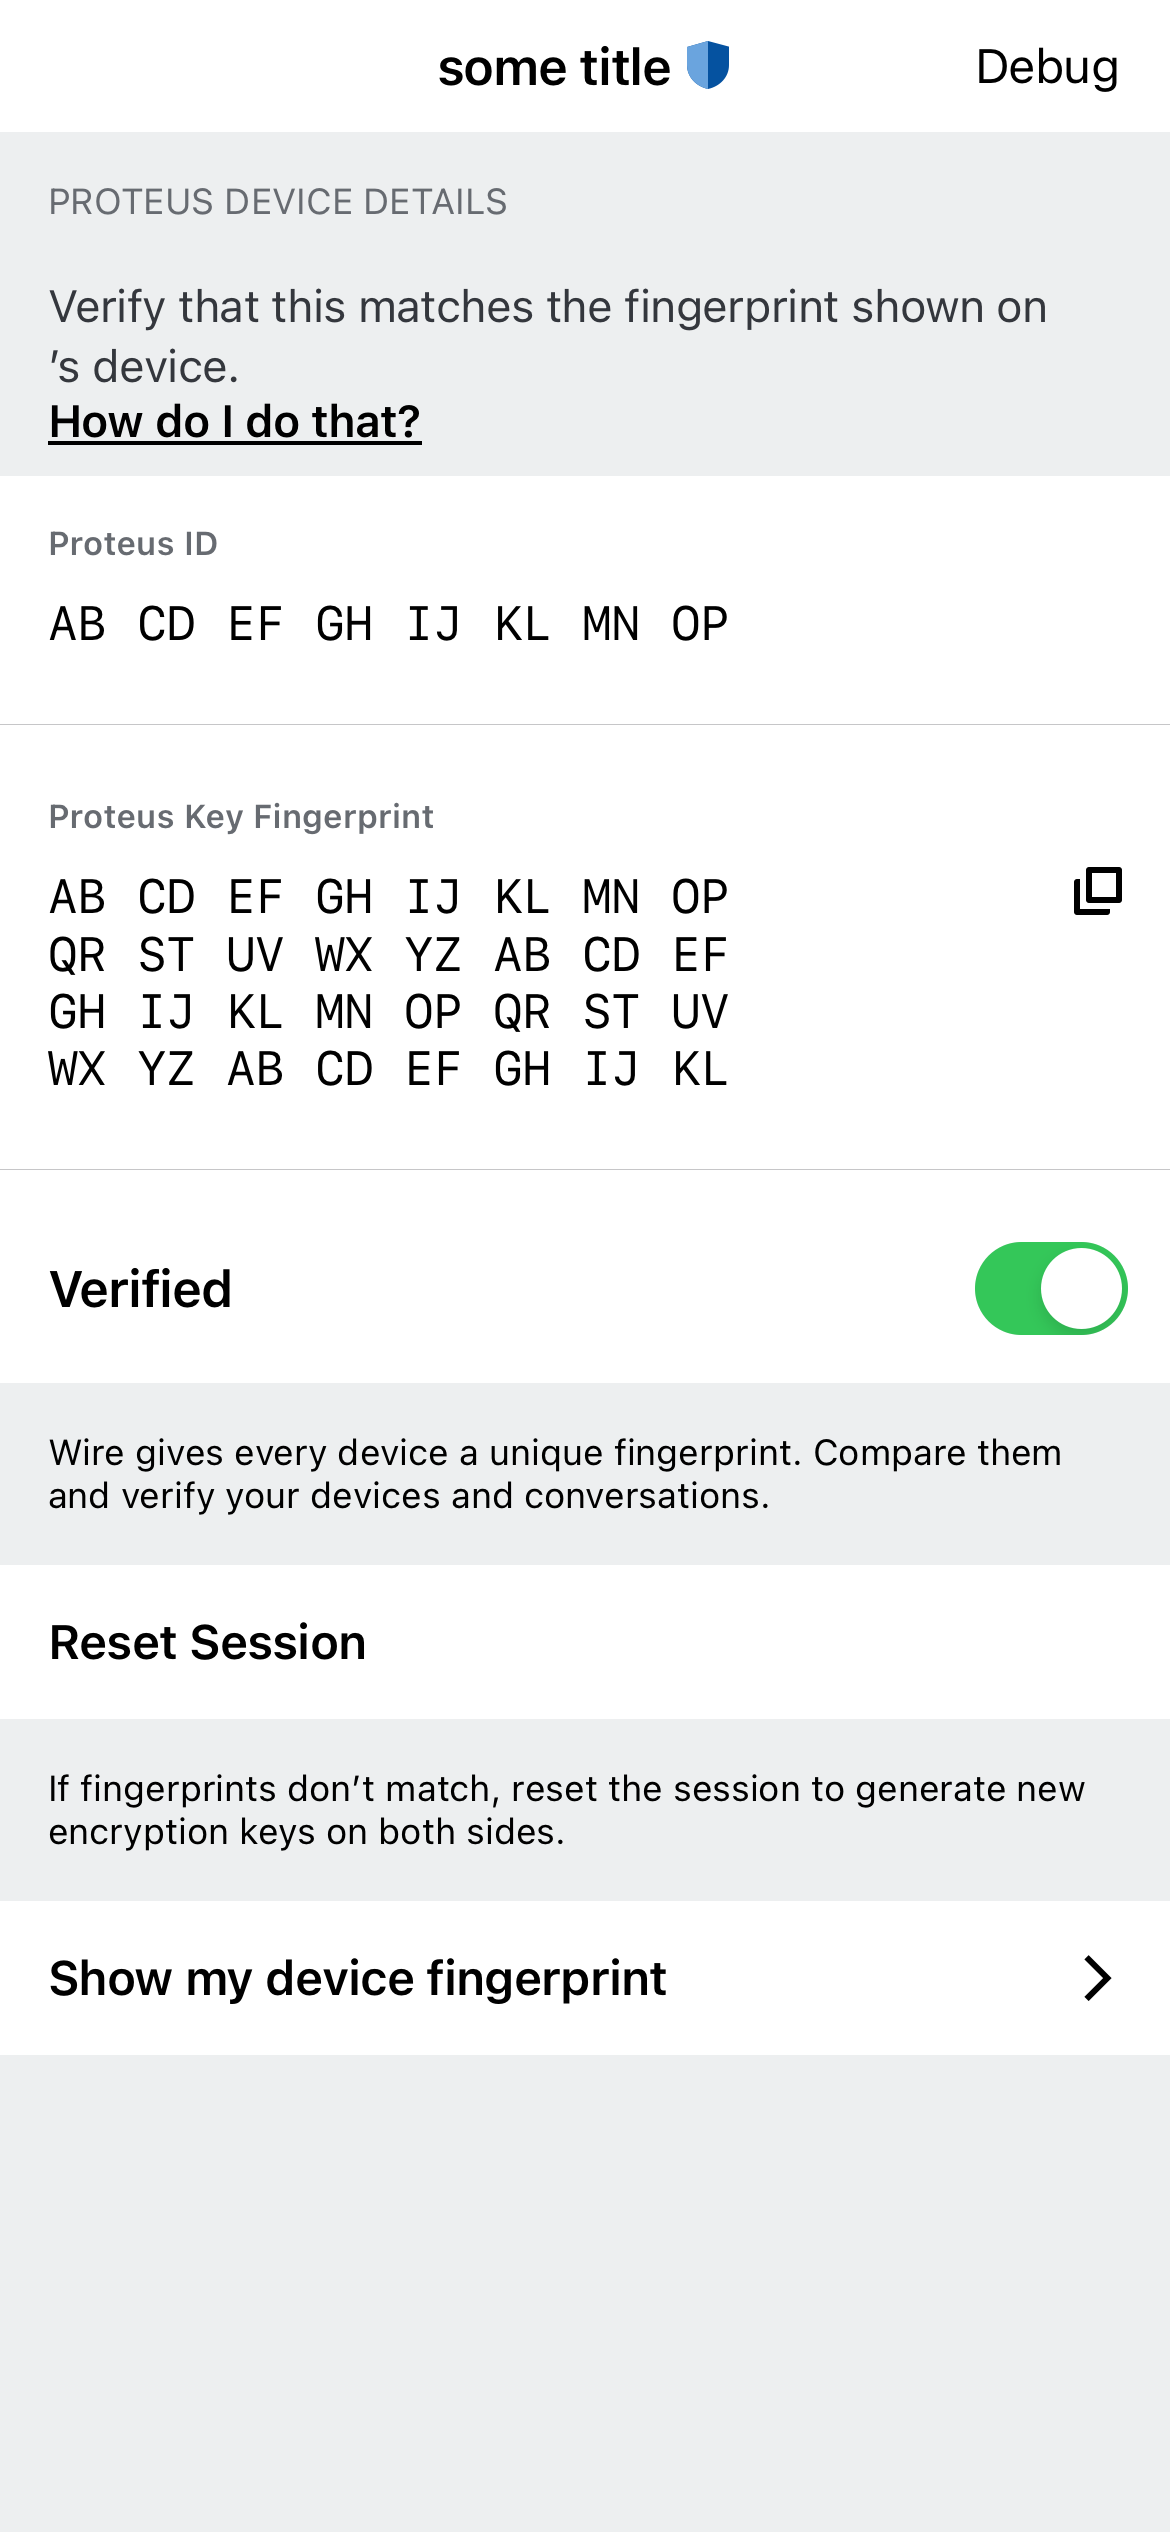 some title
Debug
PROTEUS DEVICE DETAILS
Verify that this matches the fingerprint shown on
’s device.
How do I do that?
Proteus ID
AB CD EF GH IJ KL MN OP
Proteus Key Fingerprint
AB CD EF GH IJ KL MN OP
QR ST UV WX YZ AB CD EF
GH IJ KL MN OP QR ST UV
WX YZ AB CD EF GH IJ KL
Verified
Wire gives every device a unique fingerprint. Compare them
and verify your devices and conversations.
Reset Session
If fingerprints don’t match, reset the session to generate new
encryption keys on both sides.
Show my device fingerprint